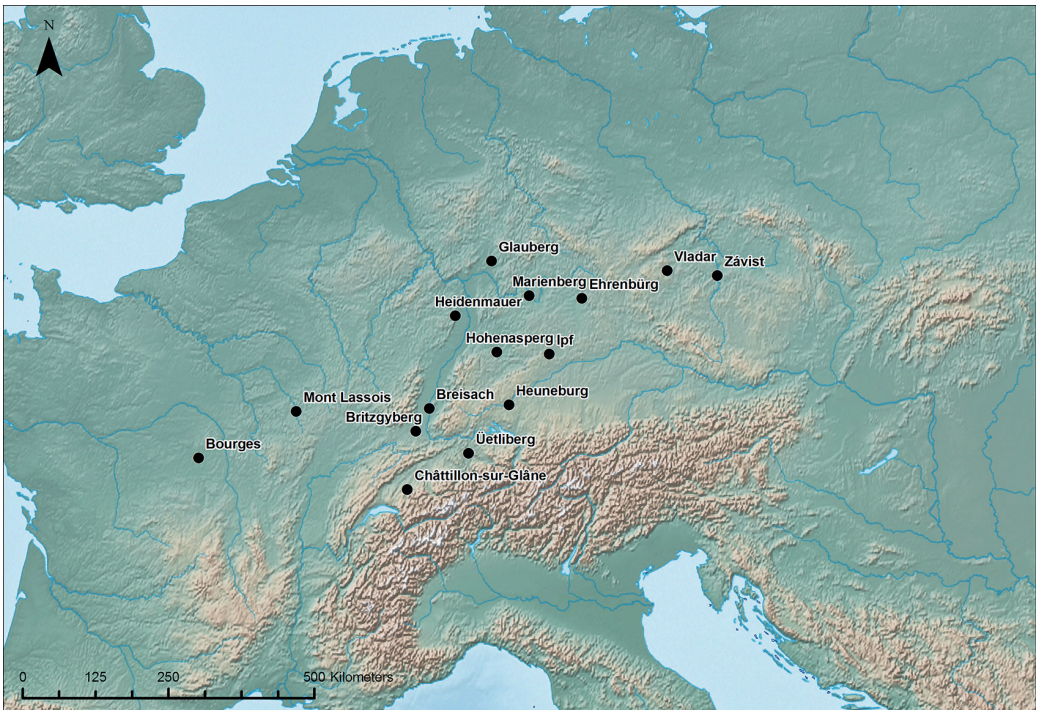 N
Glauberg
Vladar
Závist
Marienberg
Ehrenbürg
Heidenmauer
Hohenasperg
Ipf
Mont Lassois
Breisach
Heuneburg
Britzgyberg
Bourges
Üetliberg
Châttillon-sur-Glâne
0 125 250 500 Kilometers